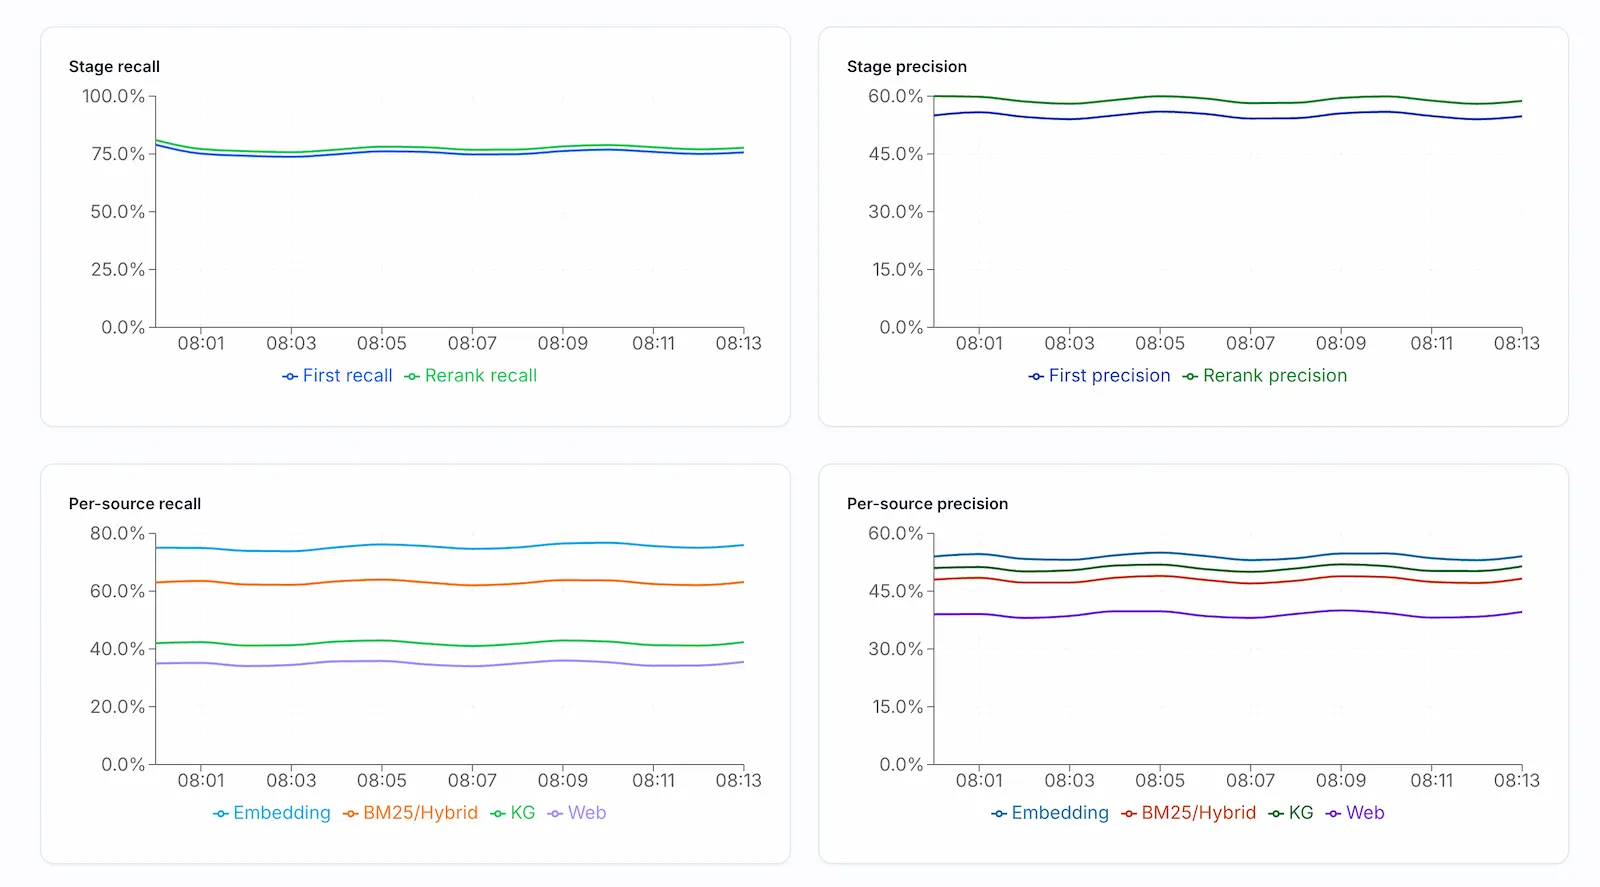 Stage recall
100.0%
75.0%
50.0%
25.0%
0.0%
08:01 08:03 08:05 08:07 08:09 08:11 08:13
First recall Rerank recall
Stage precision
60.0%
45.0%
30.0%
15.0%
0.0%
08:01 08:03 08:05 08:07 08:09 08:11 08:13
First precision Rerank precision
Per-source recall
80.0%
60.0%
40.0%
20.0%
0.0%
08:01 08:03 08:05 08:07 08:09 08:11 08:13
Embedding BM25/Hybrid KG Web
Per-source precision
60.0%
45.0%
30.0%
15.0%
0.0%
08:01 08:03 08:05 08:07 08:09 08:11 08:13
Embedding BM25/Hybrid KG Web